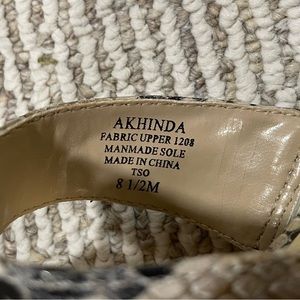 AKHINDA
FABRIC UPPER 1208
MANMADE SOLE
MADE IN CHINA
TSO
8 1/2M